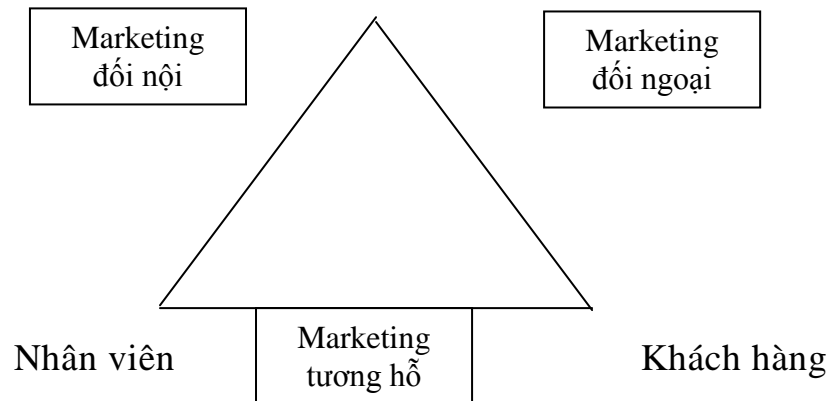 Marketing
đối nội
Marketing
đối ngoại
Nhân viên
Marketing
tương hỗ
Khách hàng